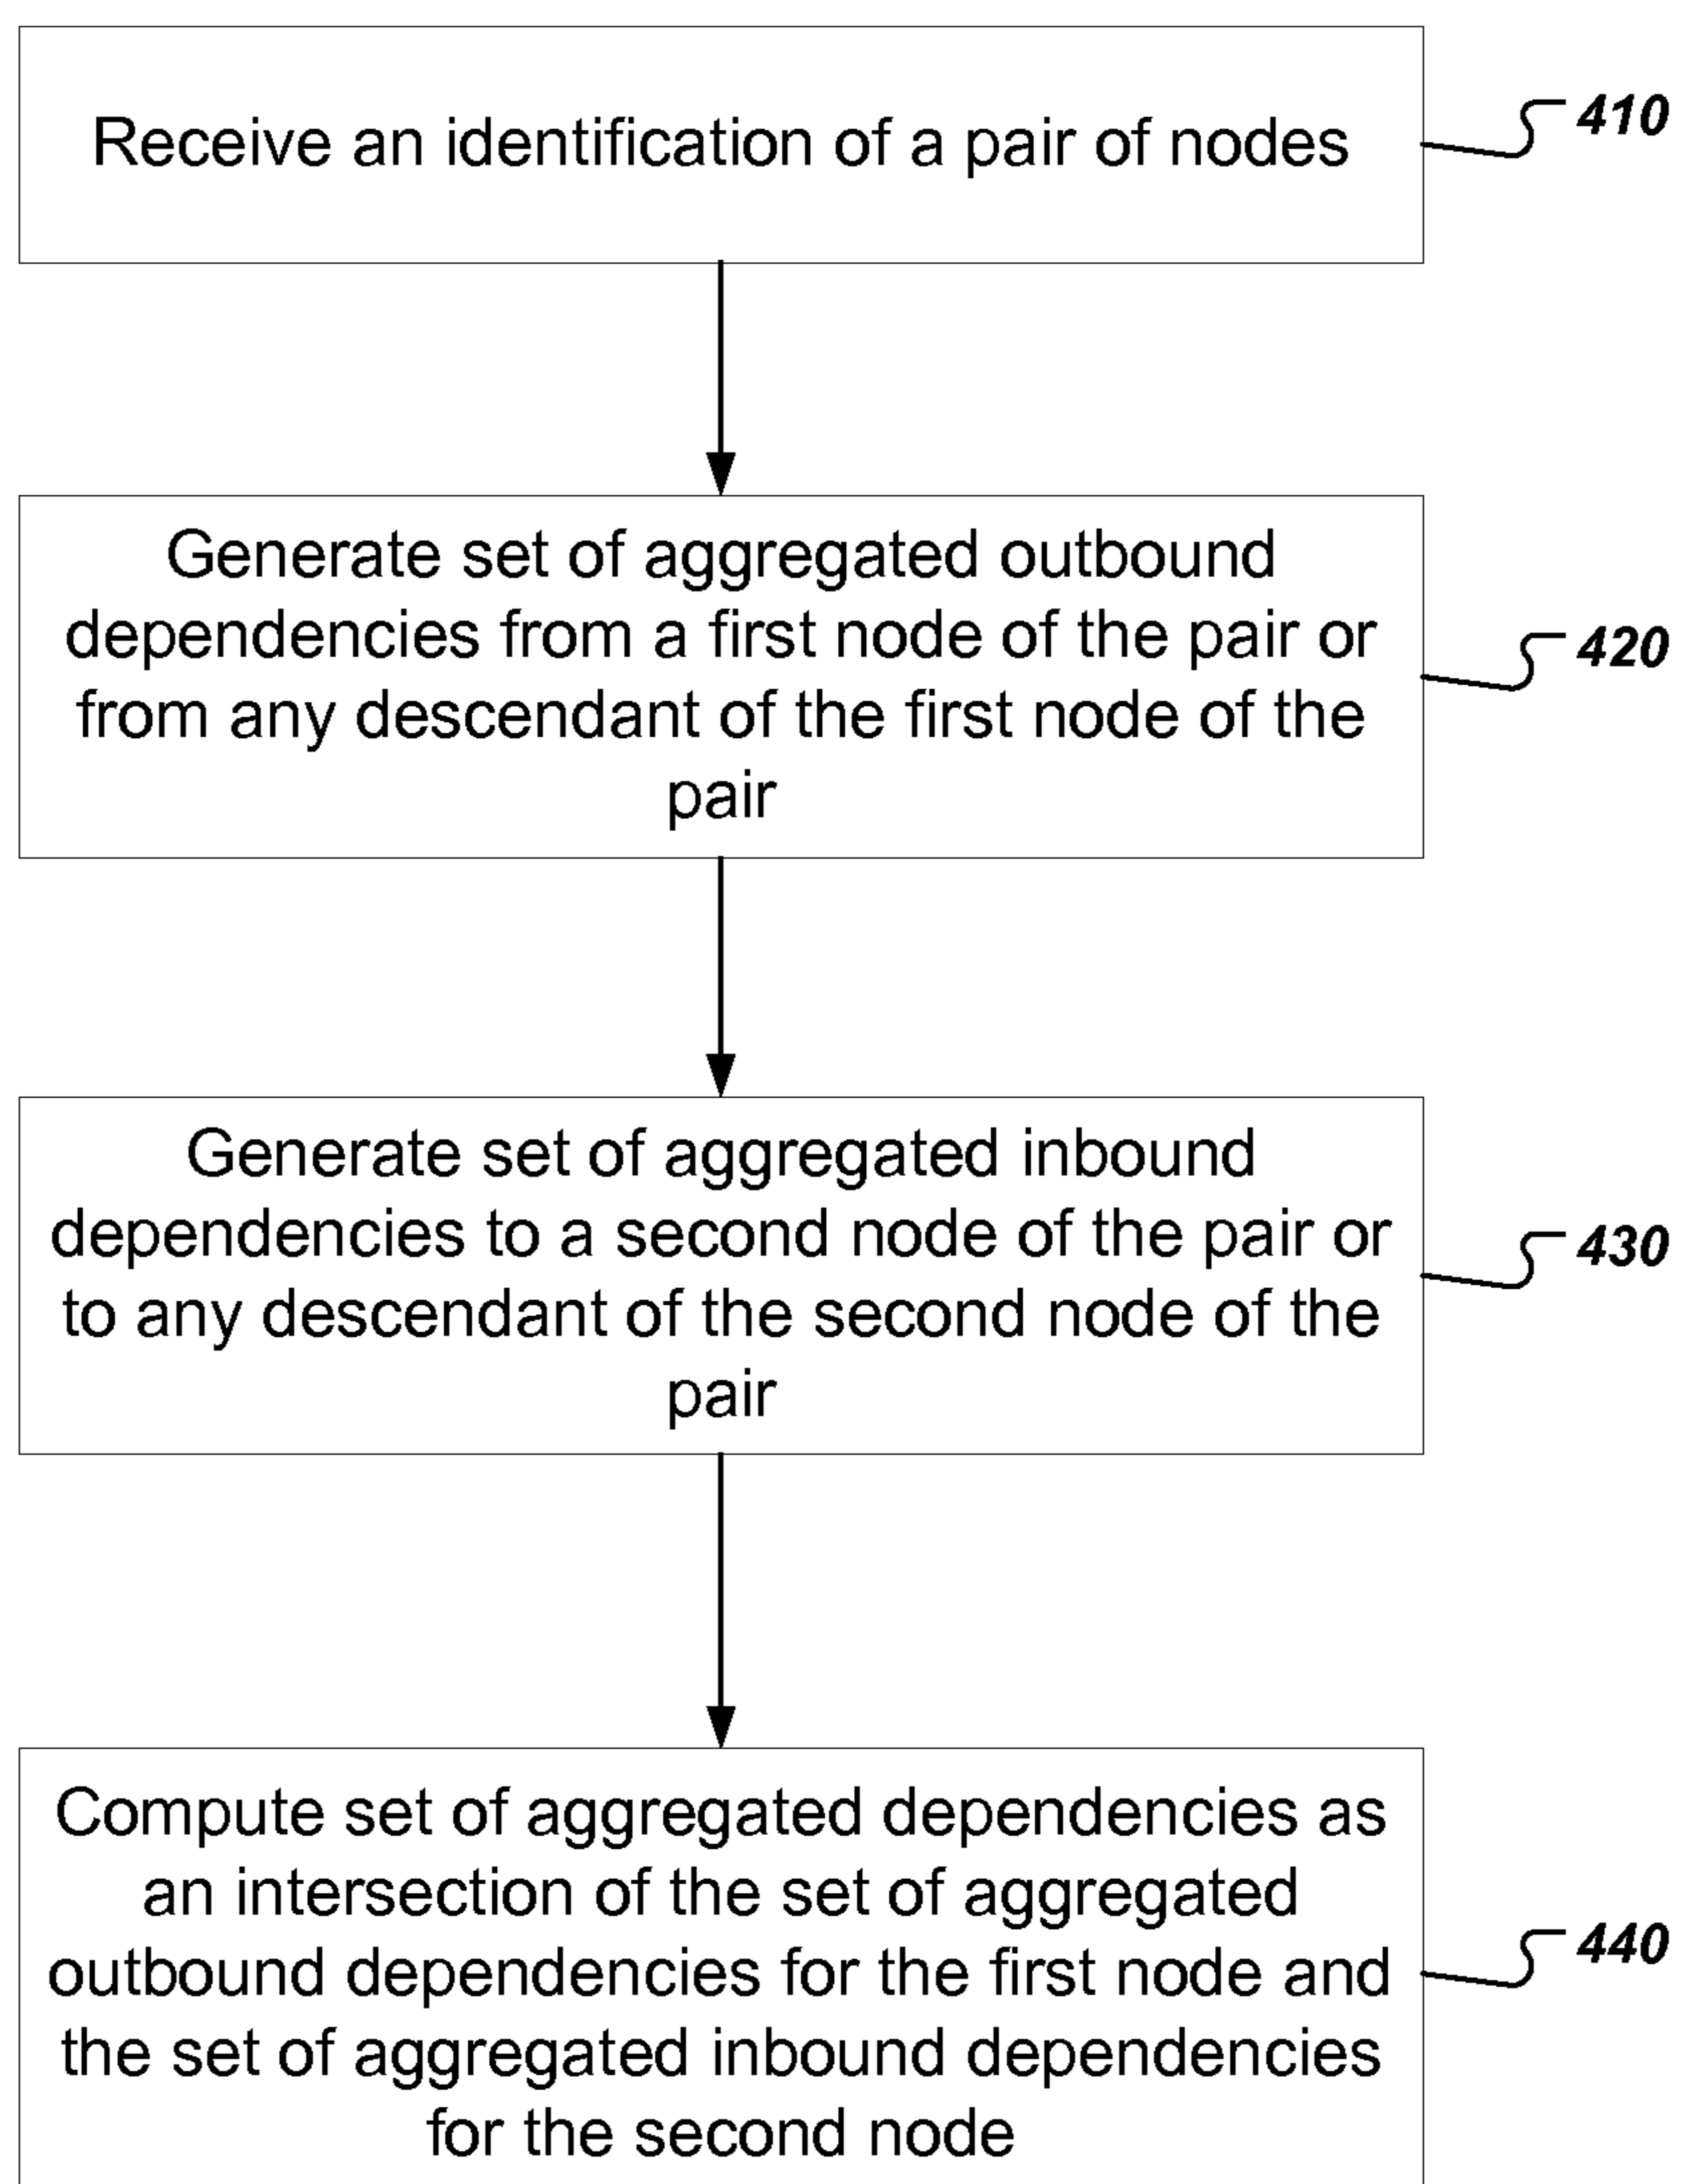 Receive an identification of a pair of nodes
410
Generate set of aggregated outbound
dependencies from a first node of the pair or
from any descendant of the first node of the
pair
420
Generate set of aggregated inbound
dependencies to a second node of the pair or
to any descendant of the second node of the
pair
430
Compute set of aggregated dependencies as
an intersection of the set of aggregated
outbound dependencies for the first node and
the set of aggregated inbound dependencies
for the second node
440